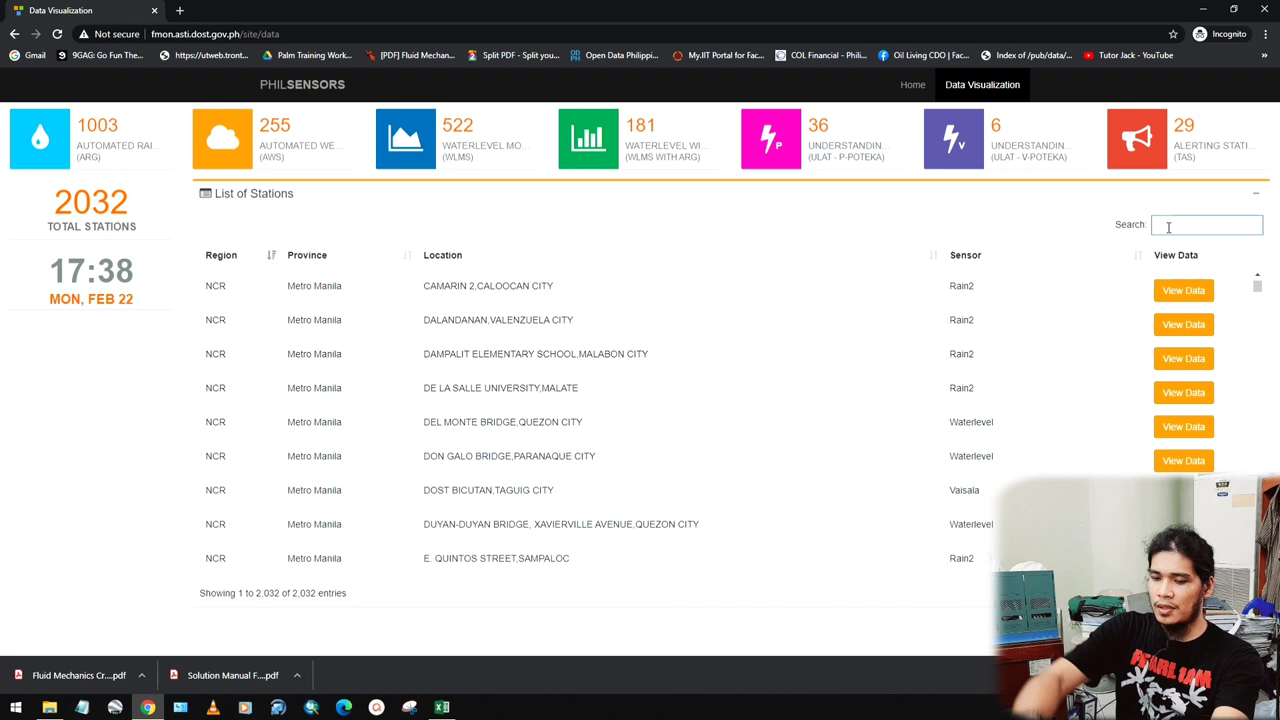 Data Visualization
Not secure fmon.asti.dost.gov.ph/site/data
Incognito
Gmail
9GAG: Go Fun The...
https://utweb.tront...
Palm Training Work...
[PDF] Fluid Mechan...
Split PDF - Split you...
Open Data Philippi...
My.IIT Portal for Fac...
COL Financial - Phili...
Oil Living CDO | Fac...
Index of /pub/data/...
Tutor Jack - YouTube
PHILSENSORS
Home
Data Visualization
1003
AUTOMATED RAI...
(ARG)
255
AUTOMATED WE...
(AWS)
522
WATERLEVEL MO...
(WLMS)
181
WATERLEVEL WI...
(WLMS WITH ARG)
P
36
UNDERSTANDIN...
(ULAT - P-POTEKA)
V
6
UNDERSTANDIN...
(ULAT - V-POTEKA)
29
ALERTING STATI...
(TAS)
2032
TOTAL STATIONS
17:38
MON, FEB 22
List of Stations
Search:
Region Province Location Sensor View Data
NCR Metro Manila CAMARIN 2,CALOOCAN CITY Rain2 View Data
NCR Metro Manila DALANDANAN,VALENZUELA CITY Rain2 View Data
NCR Metro Manila DAMPALIT ELEMENTARY SCHOOL,MALABON CITY Rain2 View Data
NCR Metro Manila DE LA SALLE UNIVERSITY,MALATE Rain2 View Data
NCR Metro Manila DEL MONTE BRIDGE,QUEZON CITY Waterlevel View Data
NCR Metro Manila DON GALO BRIDGE,PARANAQUE CITY Waterlevel View Data
NCR Metro Manila DOST BICUTAN,TAGUIG CITY Vaisala
NCR Metro Manila DUYAN-DUYAN BRIDGE, XAVIERVILLE AVENUE,QUEZON CITY Waterlevel
NCR Metro Manila E. QUINTOS STREET,SAMPALOC Rain2
Showing 1 to 2,032 of 2,032 entries
Fluid Mechanics Cr....pdf
Solution Manual F....pdf
PEARL JAM